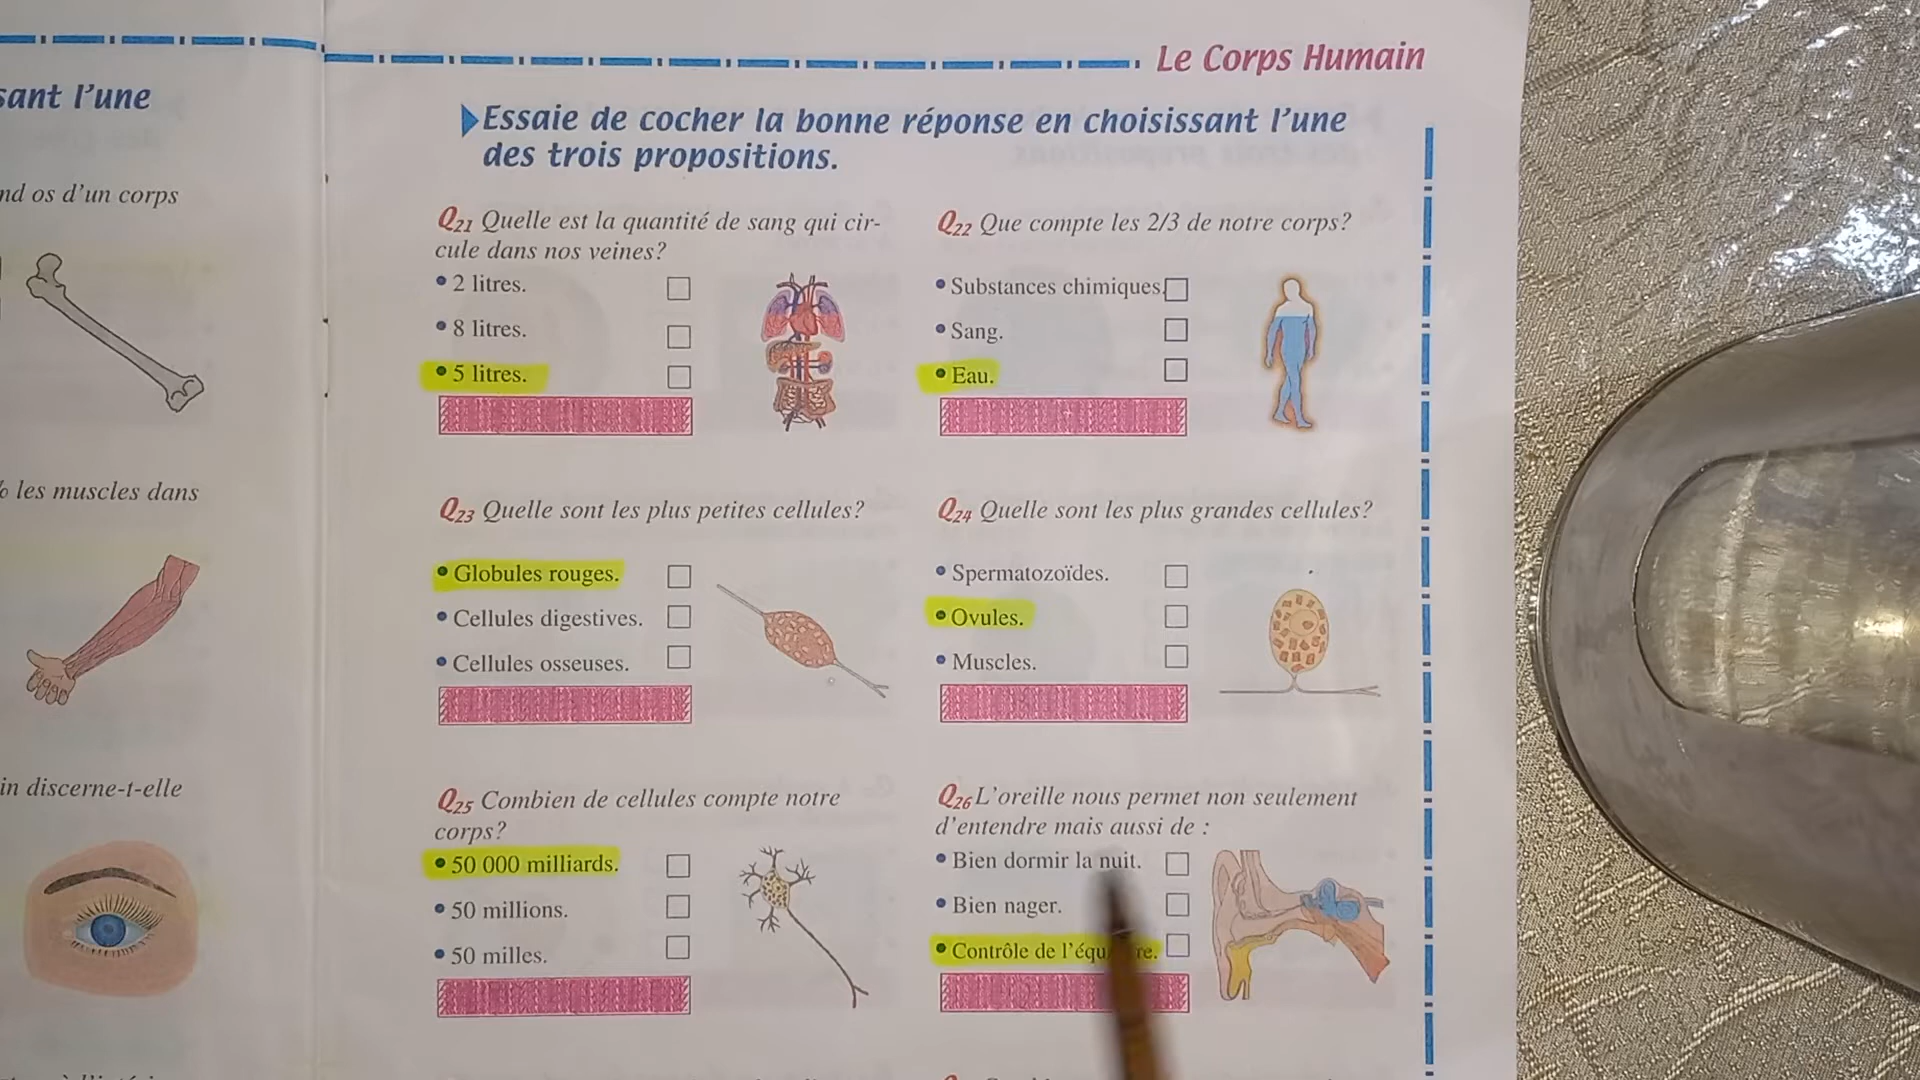 sant l'une
nd os d'un corps
les muscles dans
in discerne-t-elle
Le Corps Humain
Essaie de cocher la bonne réponse en choisissant l'une
des trois propositions.
Q21 Quelle est la quantité de sang qui cir-
cule dans nos veines?
• 2 litres.
• 8 litres.
• 5 litres.
Q22 Que compte les 2/3 de notre corps?
• Substances chimiques.
• Sang.
• Eau.
Q23 Quelle sont les plus petites cellules?
• Globules rouges.
• Cellules digestives.
• Cellules osseuses.
Q24 Quelle sont les plus grandes cellules?
• Spermatozoïdes.
• Ovules.
• Muscles.
Q25 Combien de cellules compte notre
corps?
• 50 000 milliards.
• 50 millions.
• 50 milles.
Q26 L'oreille nous permet non seulement
d'entendre mais aussi de :
• Bien dormir la nuit.
• Bien nager.
• Contrôle de